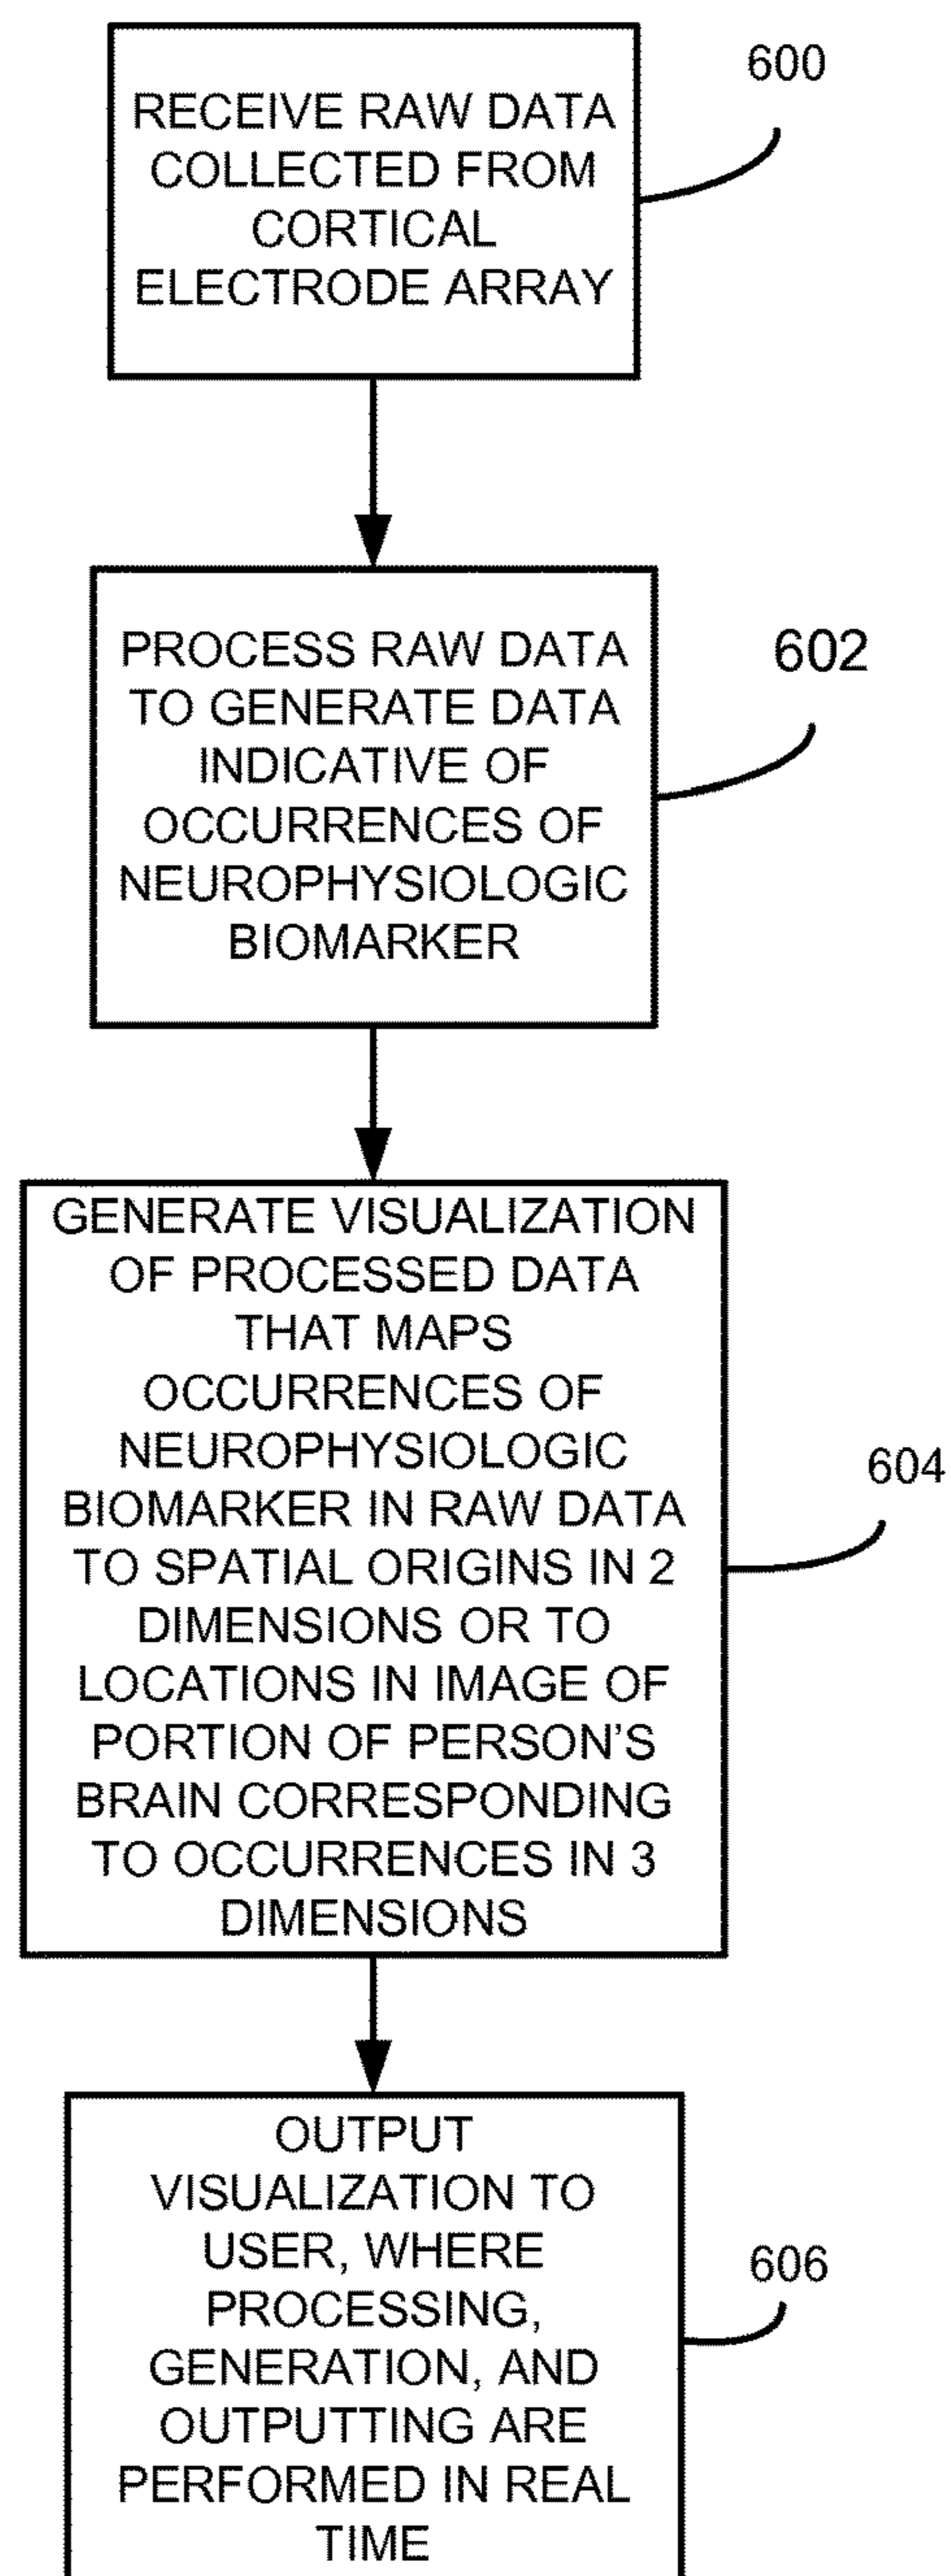 600
RECEIVE RAW DATA
COLLECTED FROM
CORTICAL
ELECTRODE ARRAY
602
PROCESS RAW DATA
TO GENERATE DATA
INDICATIVE OF
OCCURRENCES OF
NEUROPHYSIOLOGIC
BIOMARKER
604
GENERATE VISUALIZATION
OF PROCESSED DATA
THAT MAPS
OCCURRENCES OF
NEUROPHYSIOLOGIC
BIOMARKER IN RAW DATA
TO SPATIAL ORIGINS IN 2
DIMENSIONS OR TO
LOCATIONS IN IMAGE OF
PORTION OF PERSON'S
BRAIN CORRESPONDING
TO OCCURRENCES IN 3
DIMENSIONS
606
OUTPUT
VISUALIZATION TO
USER, WHERE
PROCESSING,
GENERATION, AND
OUTPUTTING ARE
PERFORMED IN REAL
TIME